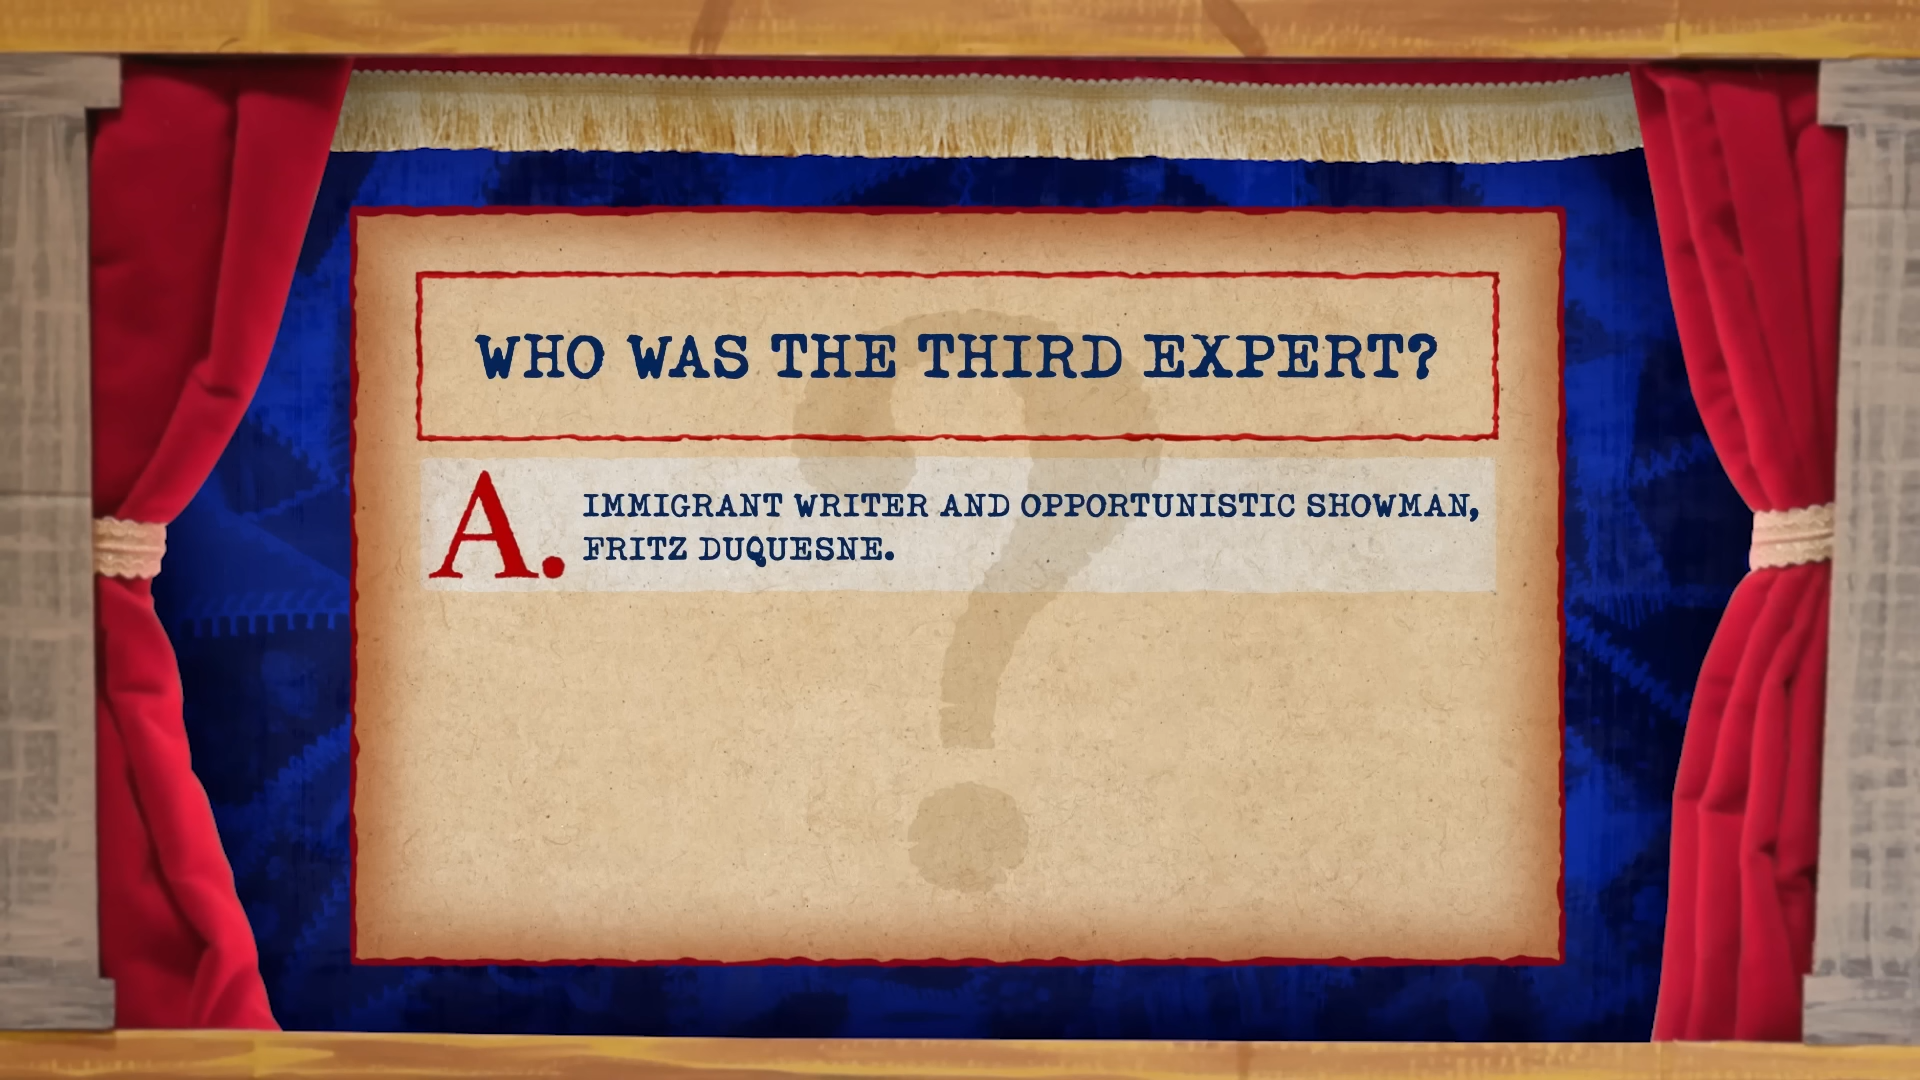 WHO WAS THE THIRD EXPERT?
A. IMMIGRANT WRITER AND OPPORTUNISTIC SHOWMAN,
FRITZ DUQUESNE.